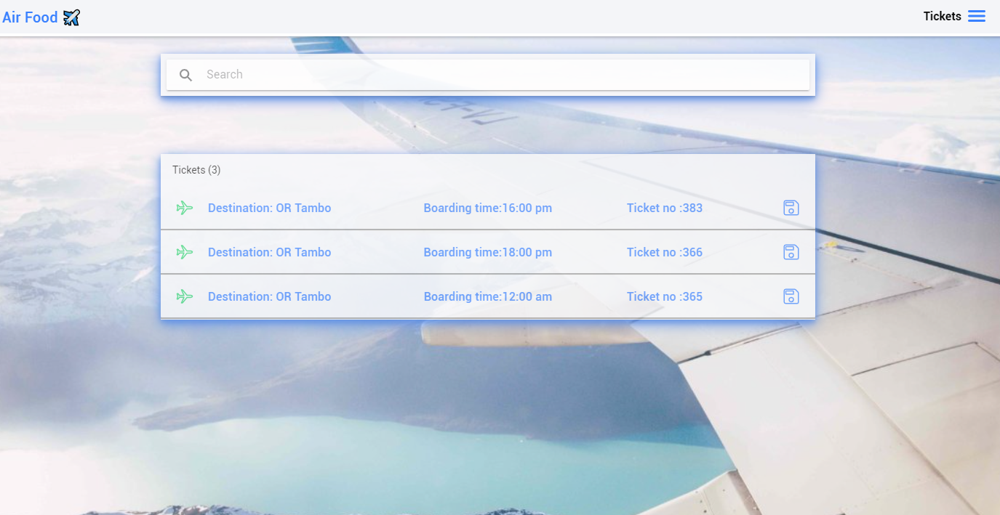 Air Food
Tickets
Search
Tickets (3)
Destination: OR Tambo Boarding time:16:00 pm Ticket no :383
Destination: OR Tambo Boarding time:18:00 pm Ticket no :366
Destination: OR Tambo Boarding time:12:00 am Ticket no :365